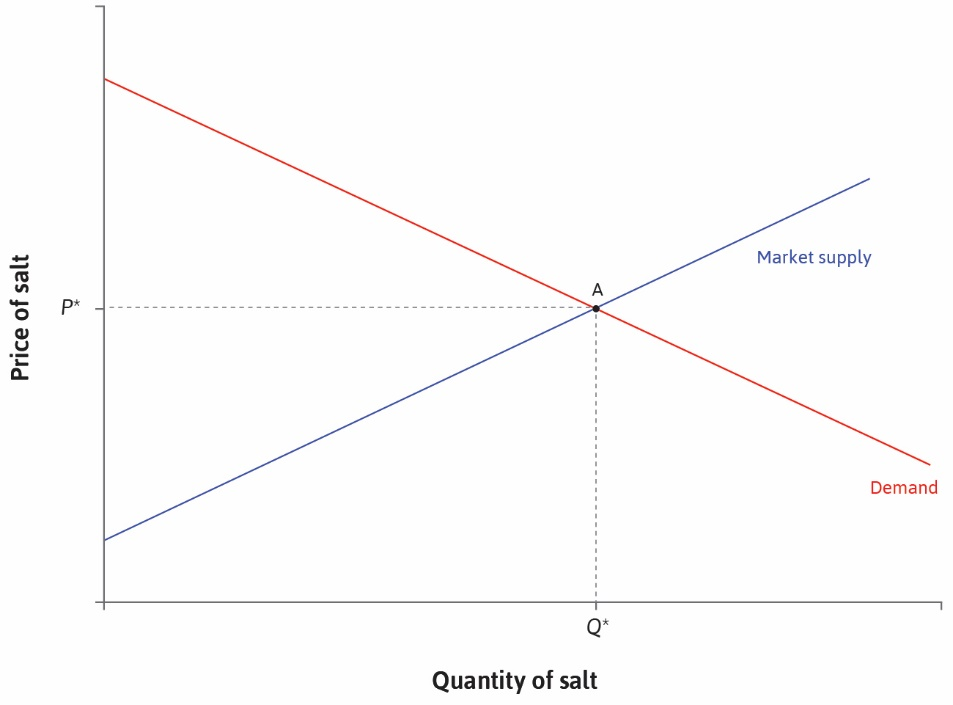 Price of salt
A
Market supply
P*
Demand
Q*
Quantity of salt